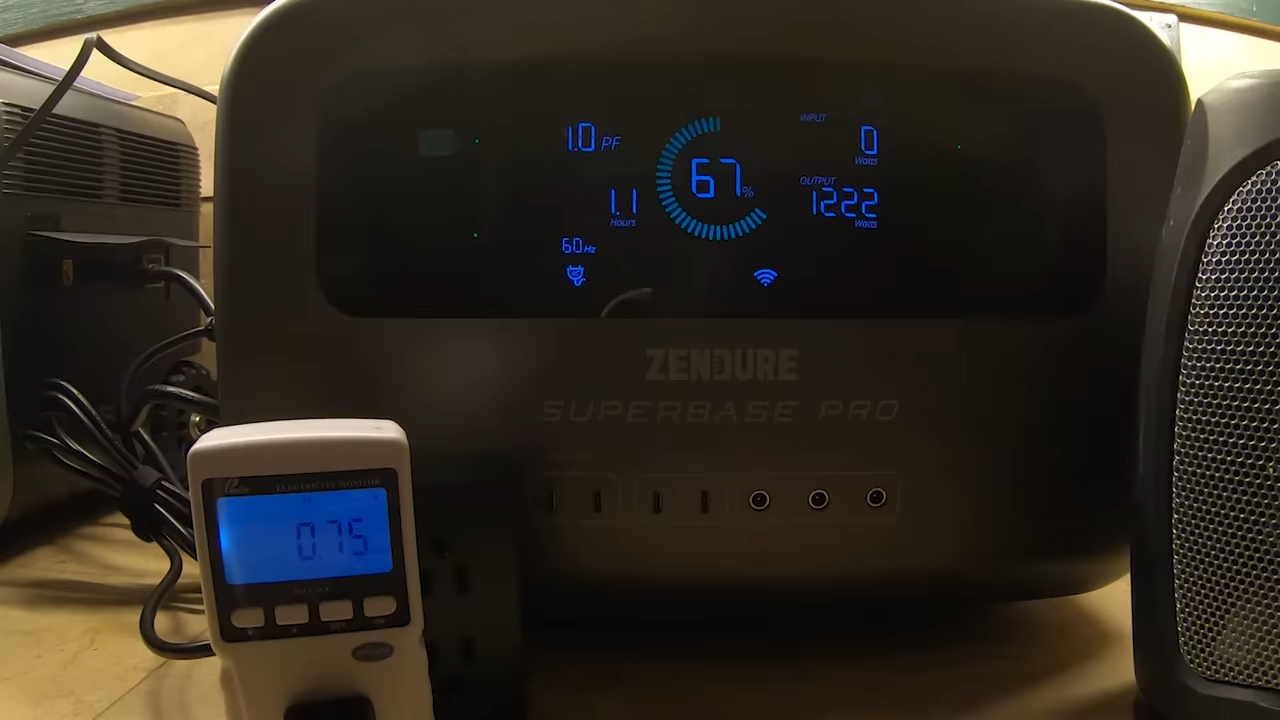 1.0 PF
1.1
Hours
60Hz
AC
67%
INPUT
0
Watts
OUTPUT
1222
Watts
ZENDURE
SUPERBASE PRO
ELECTRICITY MONITOR
0.75